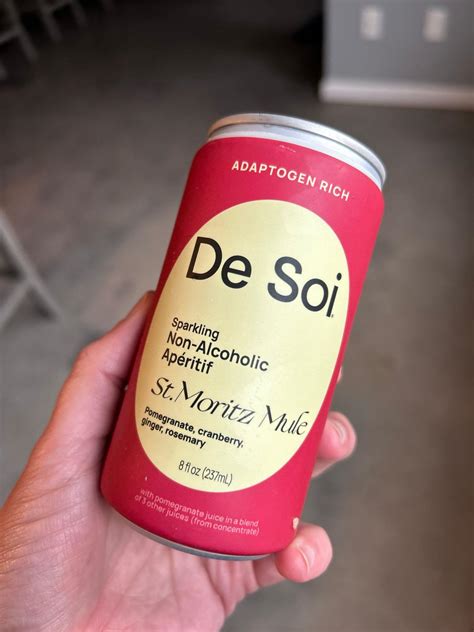 ADAPTOGEN RICH
De Soi
Sparkling
Non-Alcoholic
Apéritif
St. Moritz Mule
Pomegranate, cranberry,
ginger, rosemary
8 fl oz (237mL)
with pomegranate juice in a blend
of 3 other juices (from concentrate)